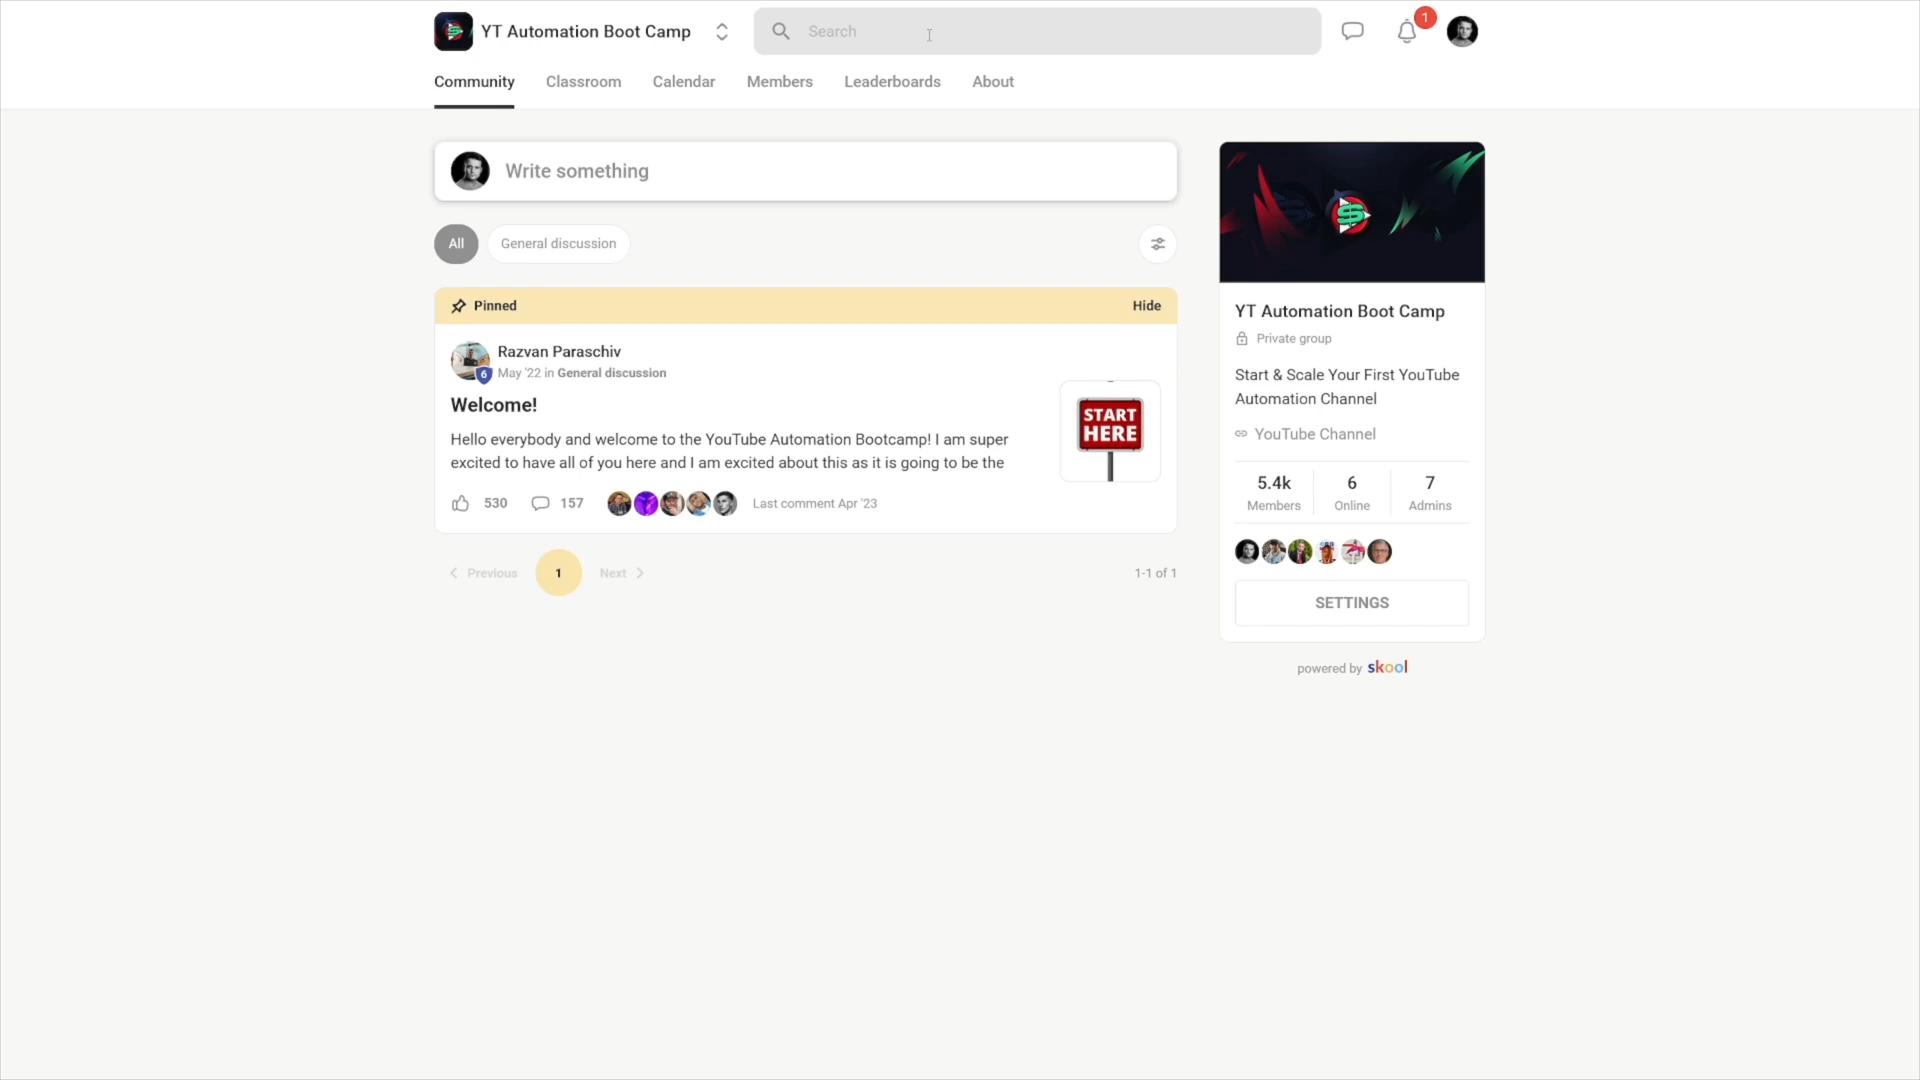 YT Automation Boot Camp
Search
1
Community Classroom Calendar Members Leaderboards About
Write something
All General discussion
Pinned Hide
Razvan Paraschiv
6 May '22 in General discussion
Welcome!
Hello everybody and welcome to the YouTube Automation Bootcamp! I am super
excited to have all of you here and I am excited about this as it is going to be the
START
HERE
530 157 Last comment Apr '23
Previous 1 Next 1-1 of 1
YT Automation Boot Camp
Private group
Start & Scale Your First YouTube
Automation Channel
YouTube Channel
5.4k 6 7
Members Online Admins
SETTINGS
powered by skool